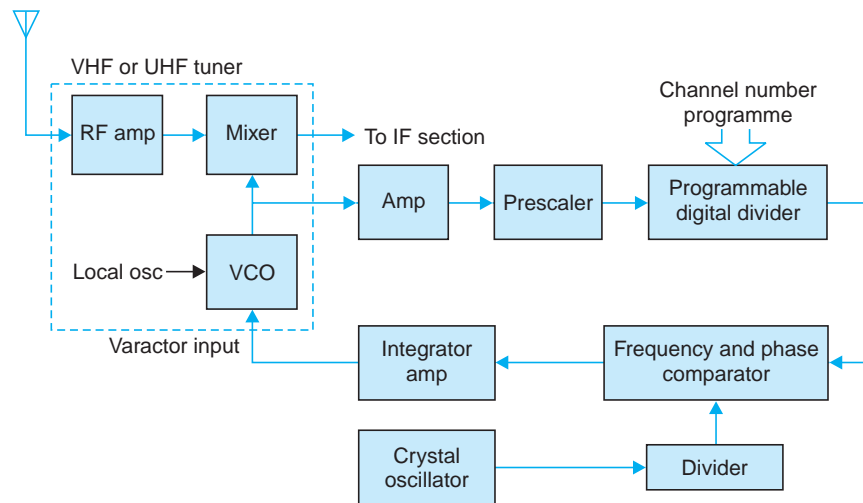 VHF or UHF tuner
Channel number
programme
RF amp
Mixer
To IF section
Amp
Prescaler
Programmable
digital divider
Local osc
VCO
Varactor input
Integrator
amp
Frequency and phase
comparator
Crystal
oscillator
Divider